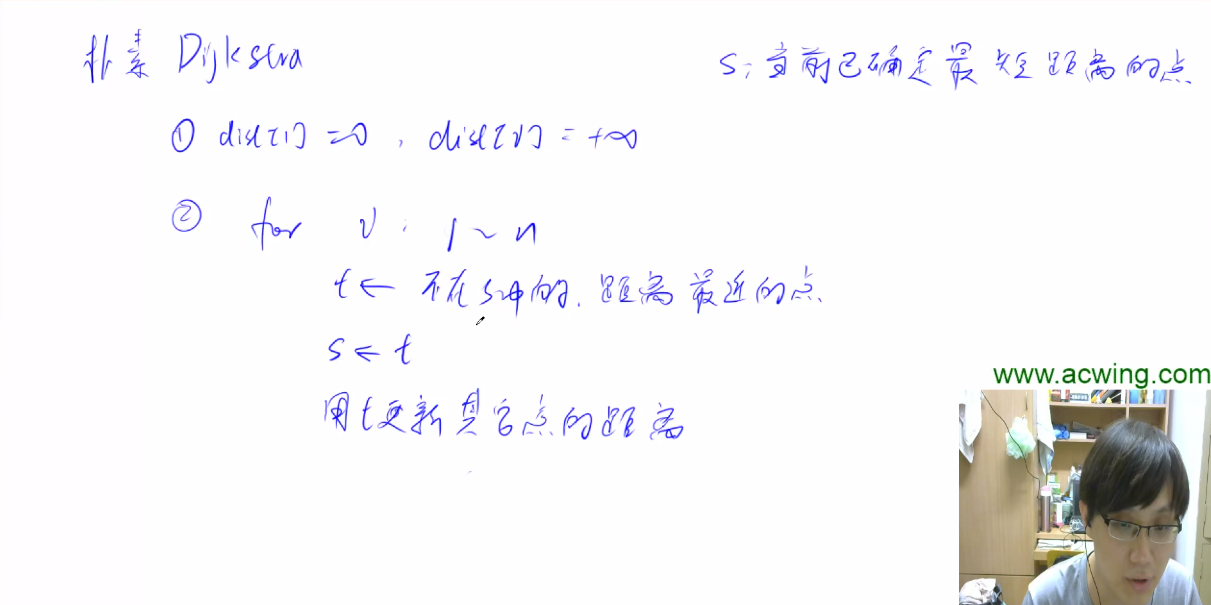 朴素 Dijkstra
s: 当前已确定最短距离的点
① dist[1] = 0, dist[v] = +∞
② for v: 1~n
t ← 不在s中的, 距离最近的点
s ← t
用t更新其它点的距离
www.acwing.com